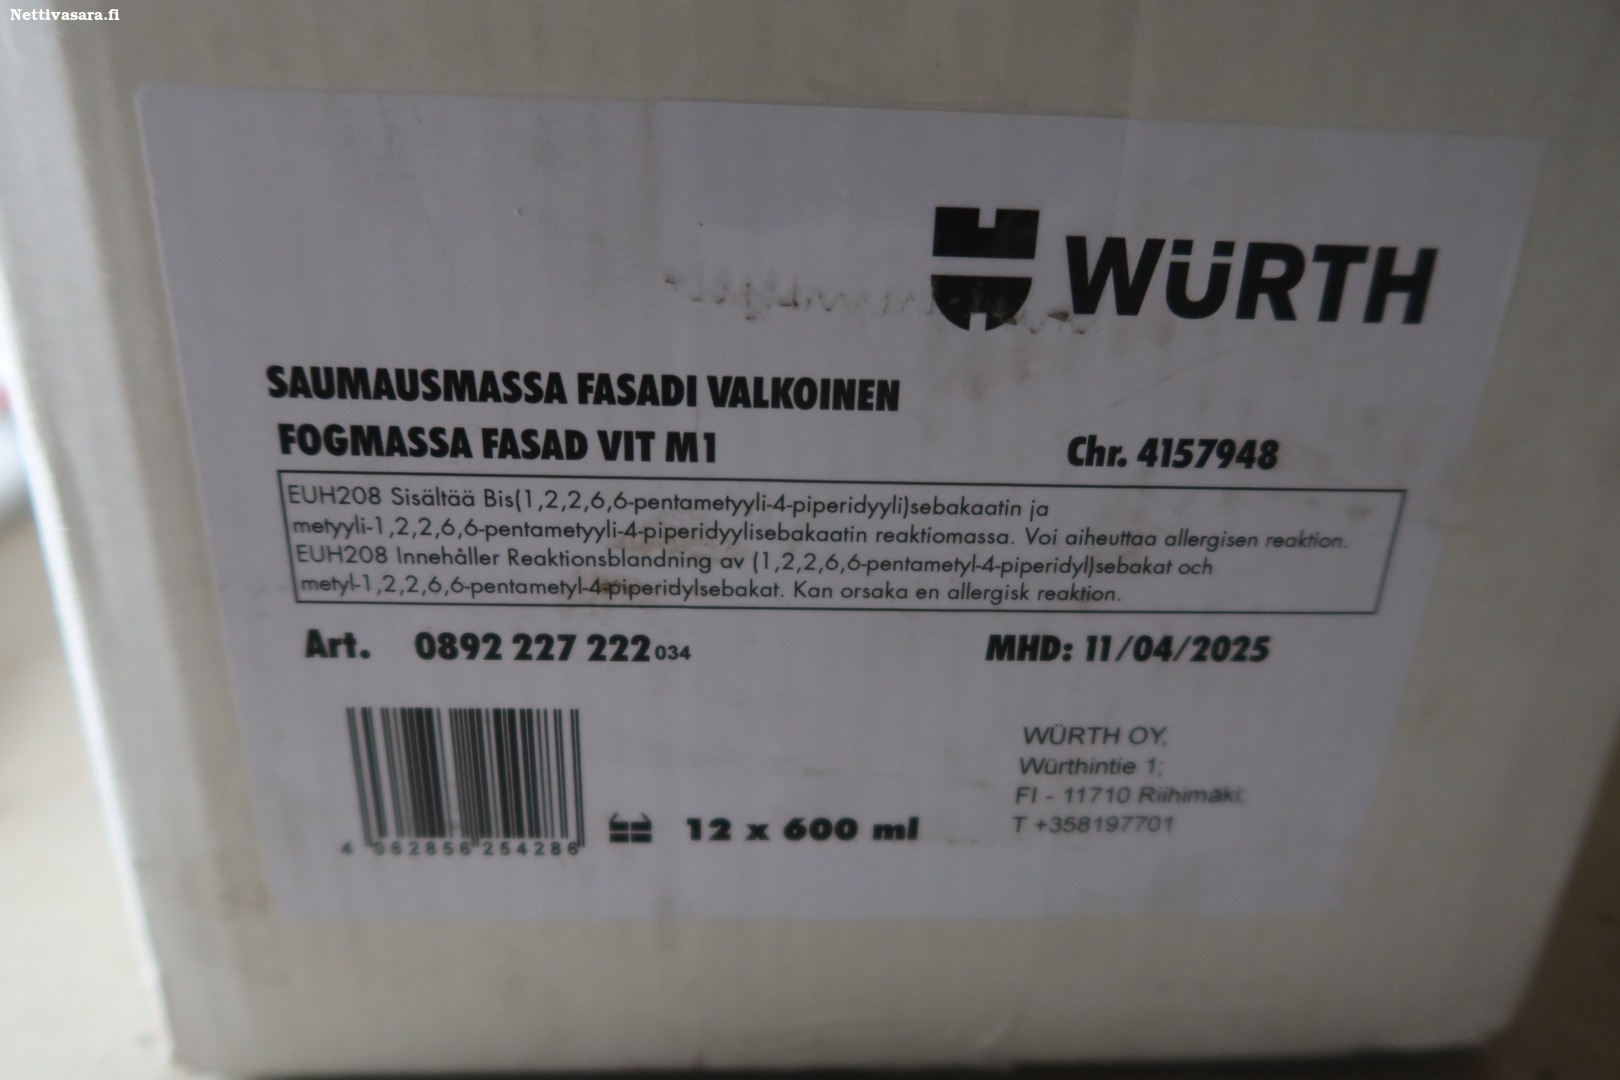 Nettivasara.fi
WÜRTH
SAUMAUSMASSA FASADI VALKOINEN
FOGMASSA FASAD VIT M1
Chr. 4157948
EUH208 Sisältää Bis(1,2,2,6,6-pentametyyli-4-piperidyyli)sebakaatin ja
metyyli-1,2,2,6,6-pentametyyli-4-piperidyylisebakaatin reaktiomassa. Voi aiheuttaa allergisen reaktion.
EUH208 Innehåller Reaktionsblandning av (1,2,2,6,6-pentametyl-4-piperidyl)sebakat och
metyl-1,2,2,6,6-pentametyl-4-piperidylsebakat. Kan orsaka en allergisk reaktion.
Art. 0892 227 222 034
MHD: 11/04/2025
WÜRTH OY,
Würthintie 1;
FI - 11710 Riihimäki;
T +358197701
12 x 600 ml
4 062856 254286